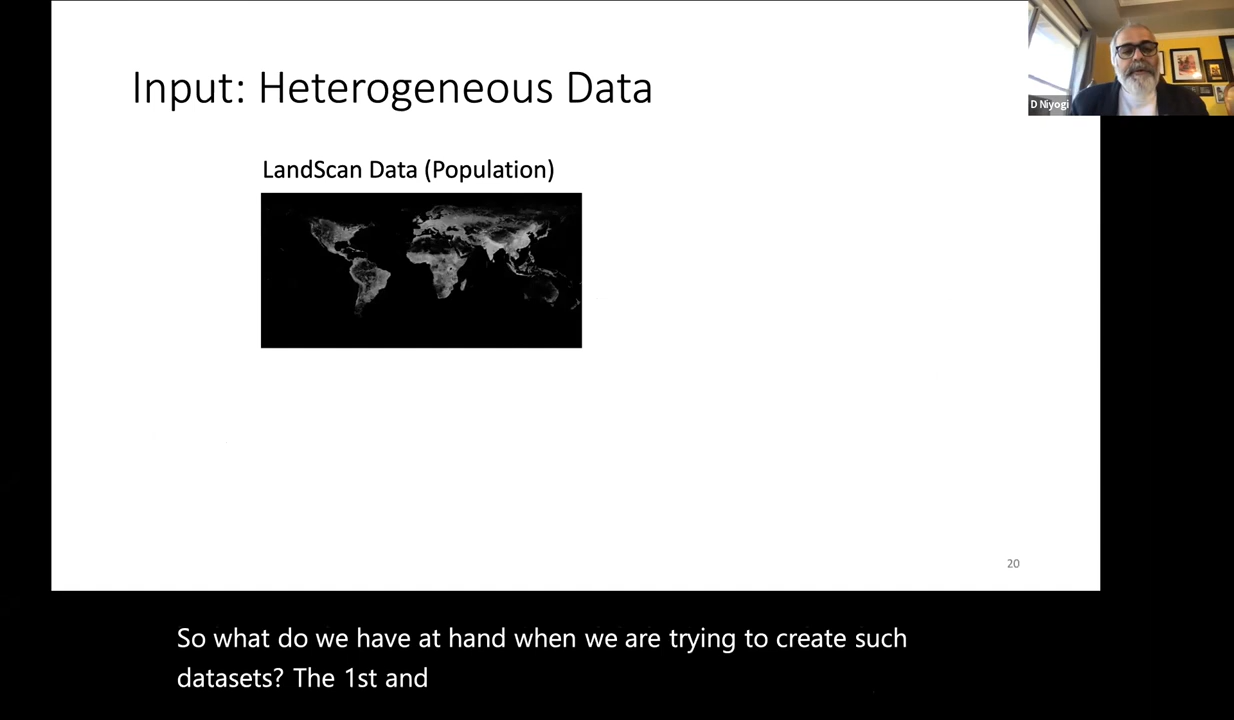 Input: Heterogeneous Data
D Niyogi
LandScan Data (Population)
20
So what do we have at hand when we are trying to create such
datasets? The 1st and